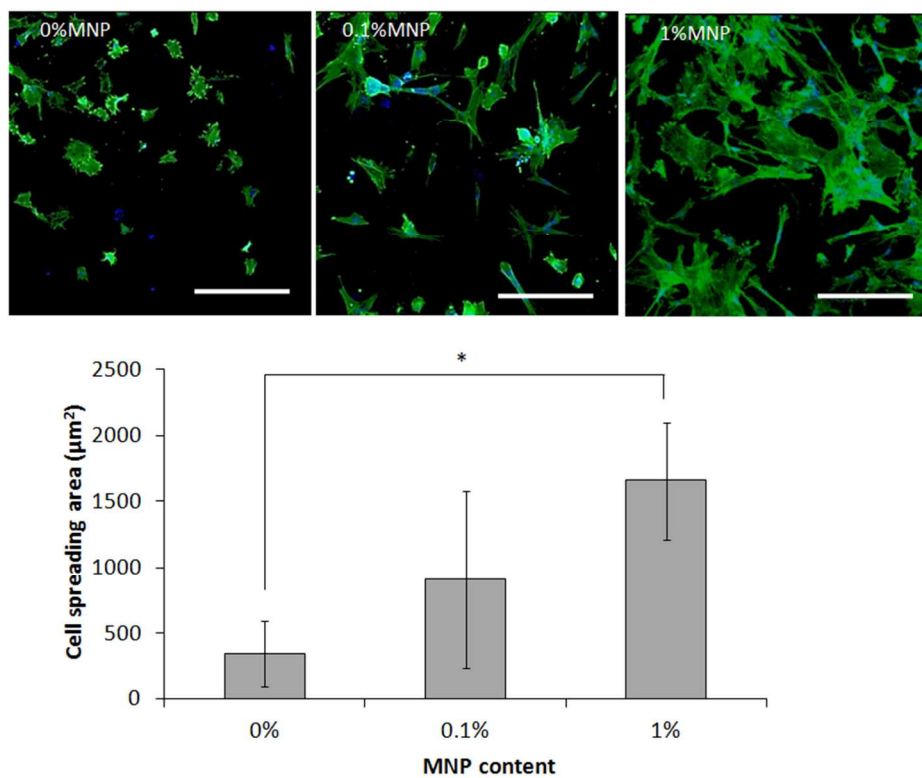 0%MNP
0.1%MNP
1%MNP
*
2500
2000
1500
1000
500
0
Cell spreading area (µm²)
0%
0.1%
1%
MNP content